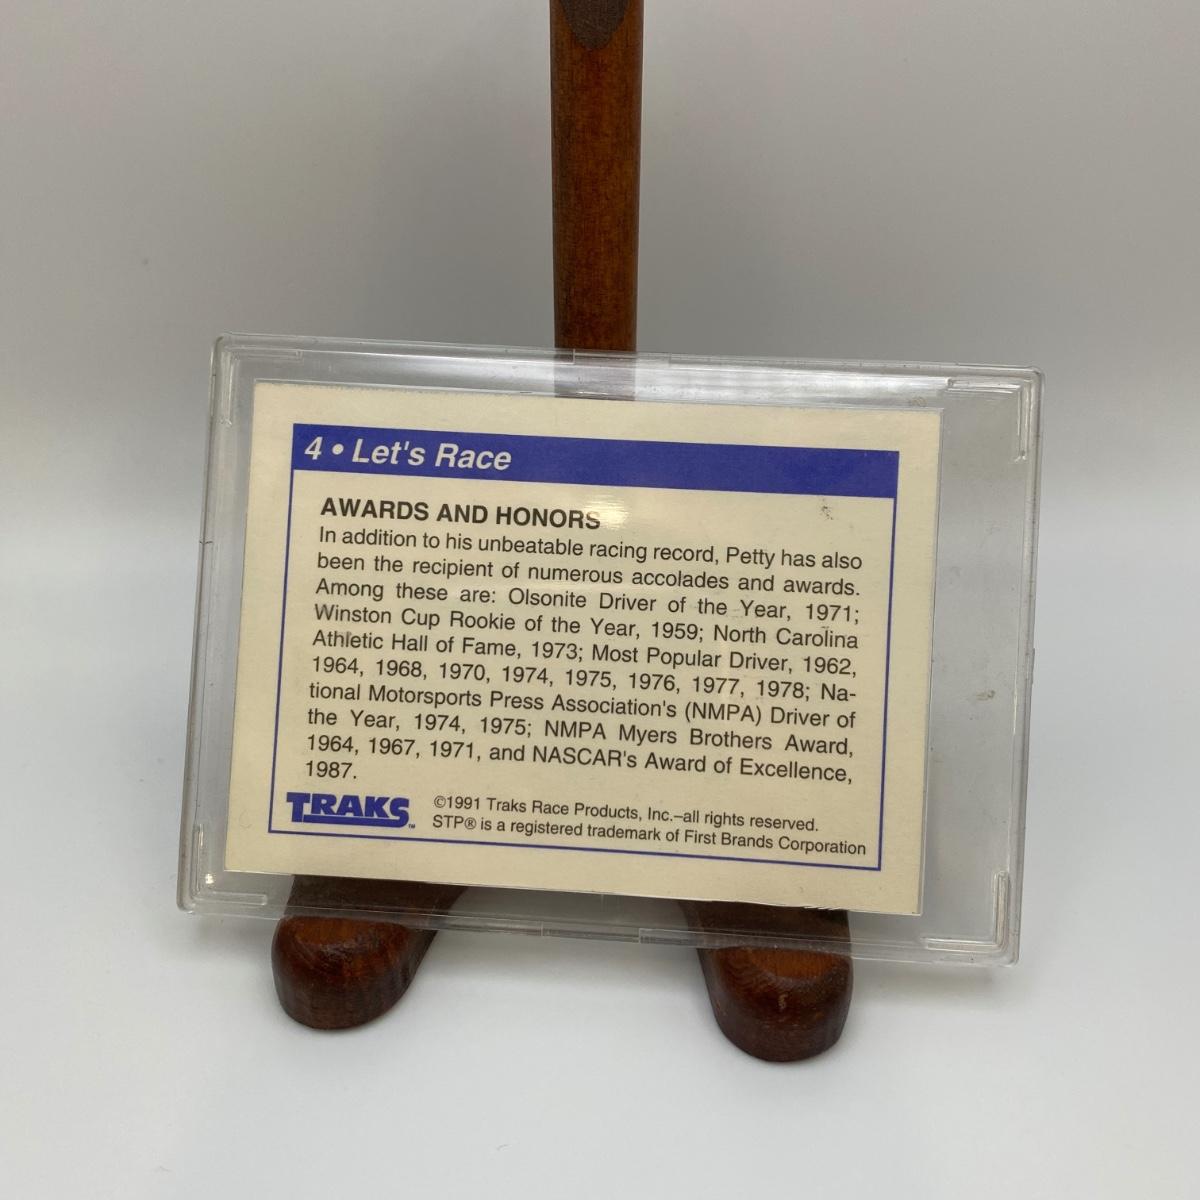 4 • Let's Race
AWARDS AND HONORS
In addition to his unbeatable racing record, Petty has also
been the recipient of numerous accolades and awards.
Among these are: Olsonite Driver of the Year, 1971;
Winston Cup Rookie of the Year, 1959; North Carolina
Athletic Hall of Fame, 1973; Most Popular Driver, 1962,
1964, 1968, 1970, 1974, 1975, 1976, 1977, 1978; Na-
tional Motorsports Press Association's (NMPA) Driver of
the Year, 1974, 1975; NMPA Myers Brothers Award,
1964, 1967, 1971, and NASCAR's Award of Excellence,
1987.
TRAKS™
©1991 Traks Race Products, Inc.–all rights reserved.
STP® is a registered trademark of First Brands Corporation